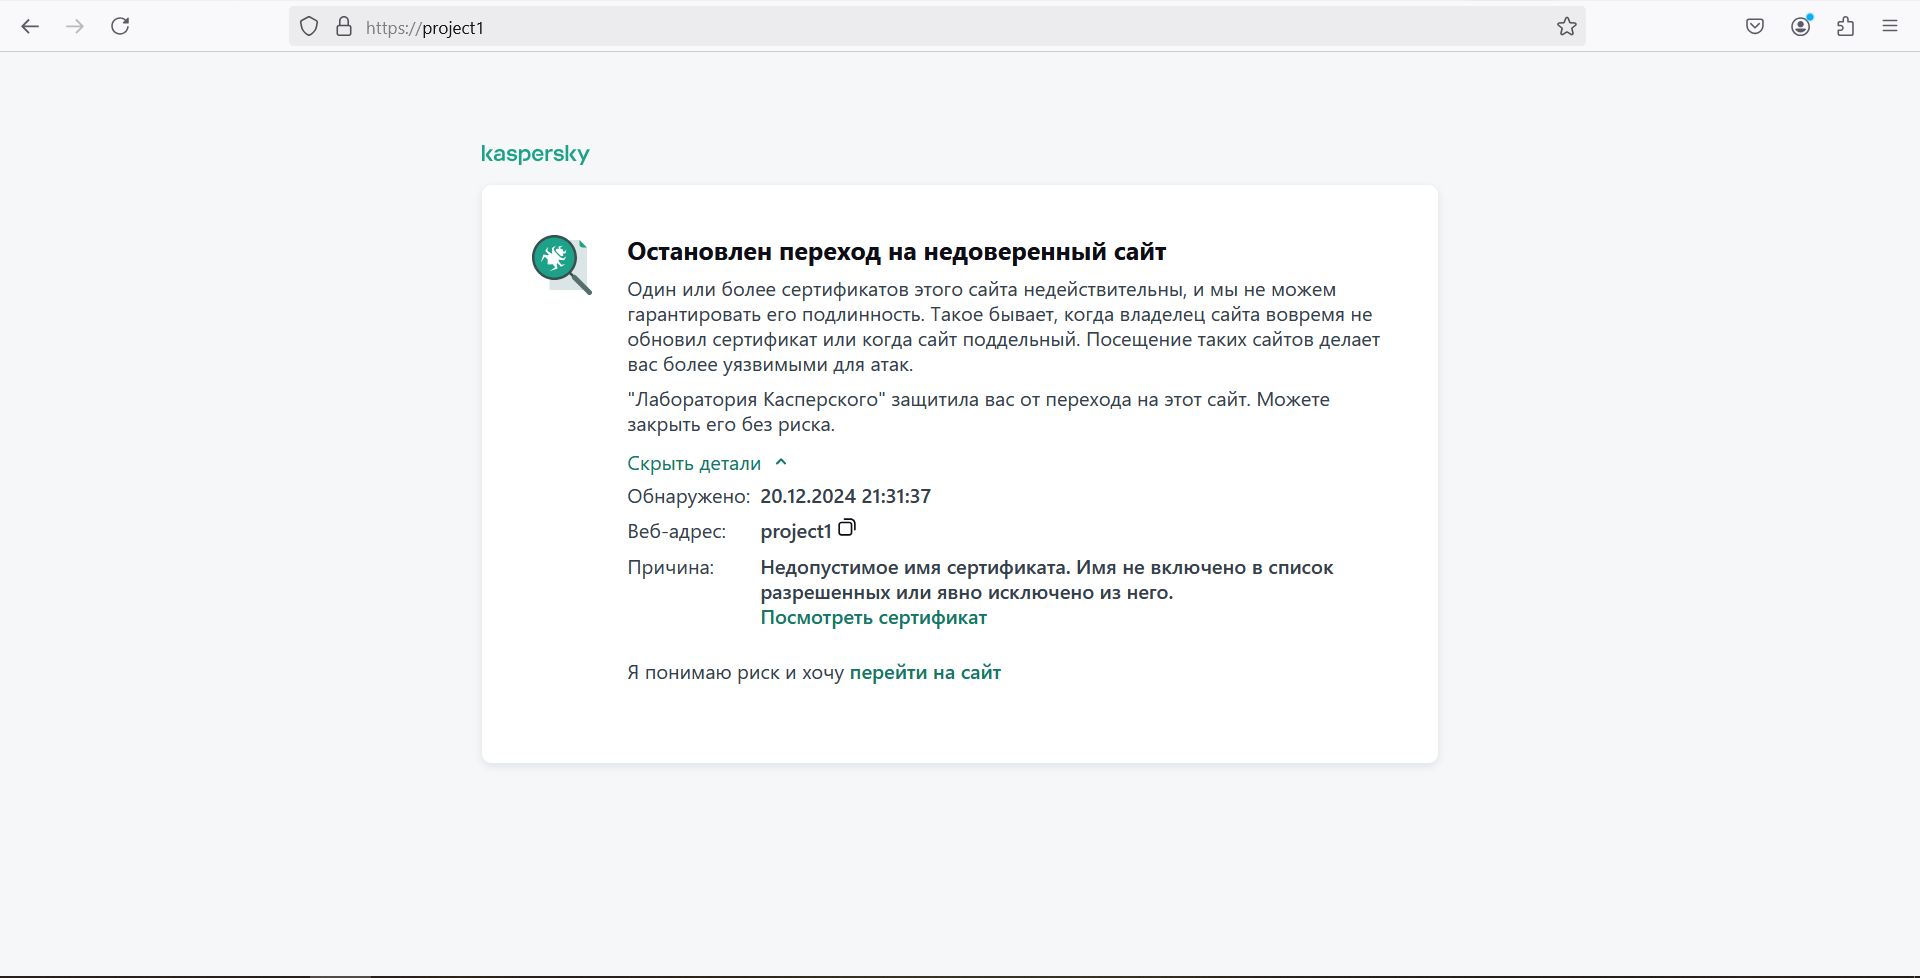 https://project1
kaspersky
Остановлен переход на недоверенный сайт
Один или более сертификатов этого сайта недействительны, и мы не можем
гарантировать его подлинность. Такое бывает, когда владелец сайта вовремя не
обновил сертификат или когда сайт поддельный. Посещение таких сайтов делает
вас более уязвимыми для атак.
"Лаборатория Касперского" защитила вас от перехода на этот сайт. Можете
закрыть его без риска.
Скрыть детали
Обнаружено: 20.12.2024 21:31:37
Веб-адрес: project1
Причина: Недопустимое имя сертификата. Имя не включено в список
разрешенных или явно исключено из него.
Посмотреть сертификат
Я понимаю риск и хочу перейти на сайт